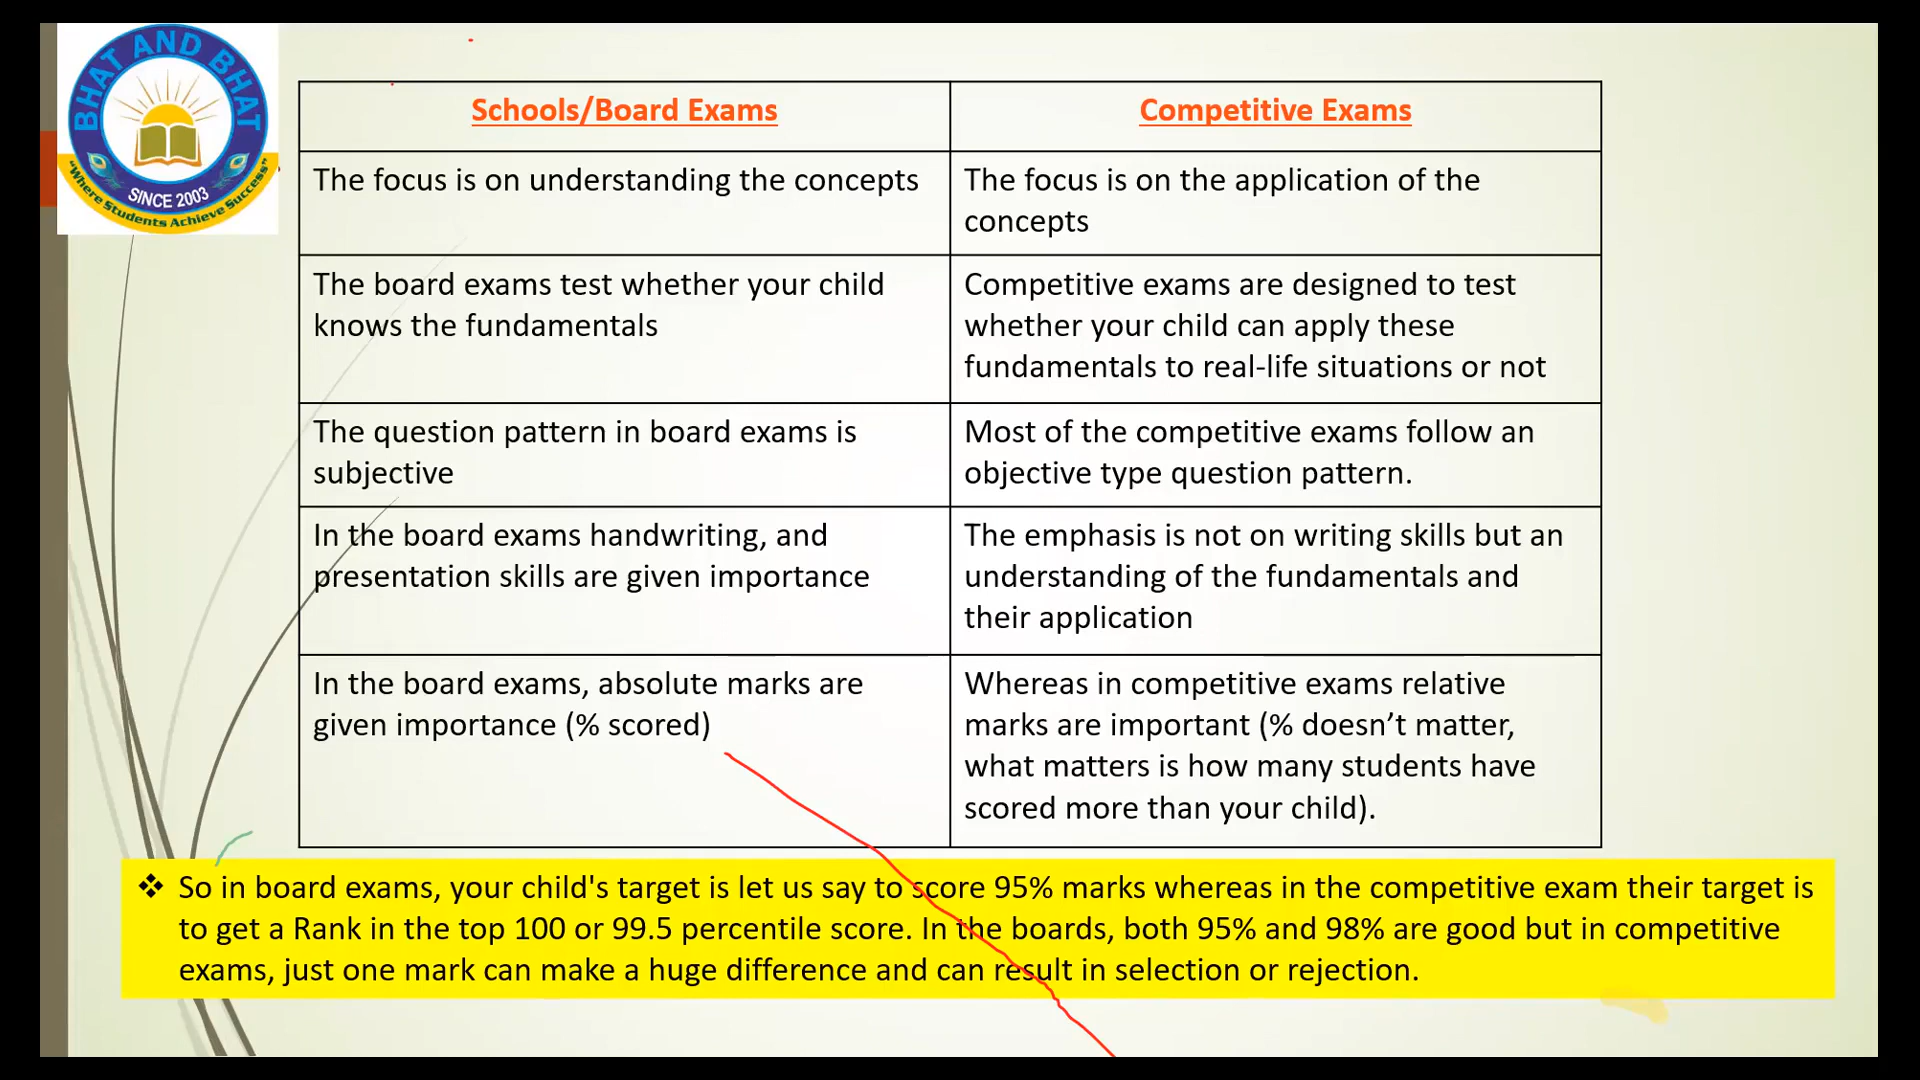 BHAT AND BHAT
SINCE 2003
"Where Students Achieve Success"
Schools/Board Exams
Competitive Exams
The focus is on understanding the concepts
The focus is on the application of the
concepts
The board exams test whether your child
knows the fundamentals
Competitive exams are designed to test
whether your child can apply these
fundamentals to real-life situations or not
The question pattern in board exams is
subjective
Most of the competitive exams follow an
objective type question pattern.
In the board exams handwriting, and
presentation skills are given importance
The emphasis is not on writing skills but an
understanding of the fundamentals and
their application
In the board exams, absolute marks are
given importance (% scored)
Whereas in competitive exams relative
marks are important (% doesn’t matter,
what matters is how many students have
scored more than your child).
❖ So in board exams, your child's target is let us say to score 95% marks whereas in the competitive exam their target is
to get a Rank in the top 100 or 99.5 percentile score. In the boards, both 95% and 98% are good but in competitive
exams, just one mark can make a huge difference and can result in selection or rejection.